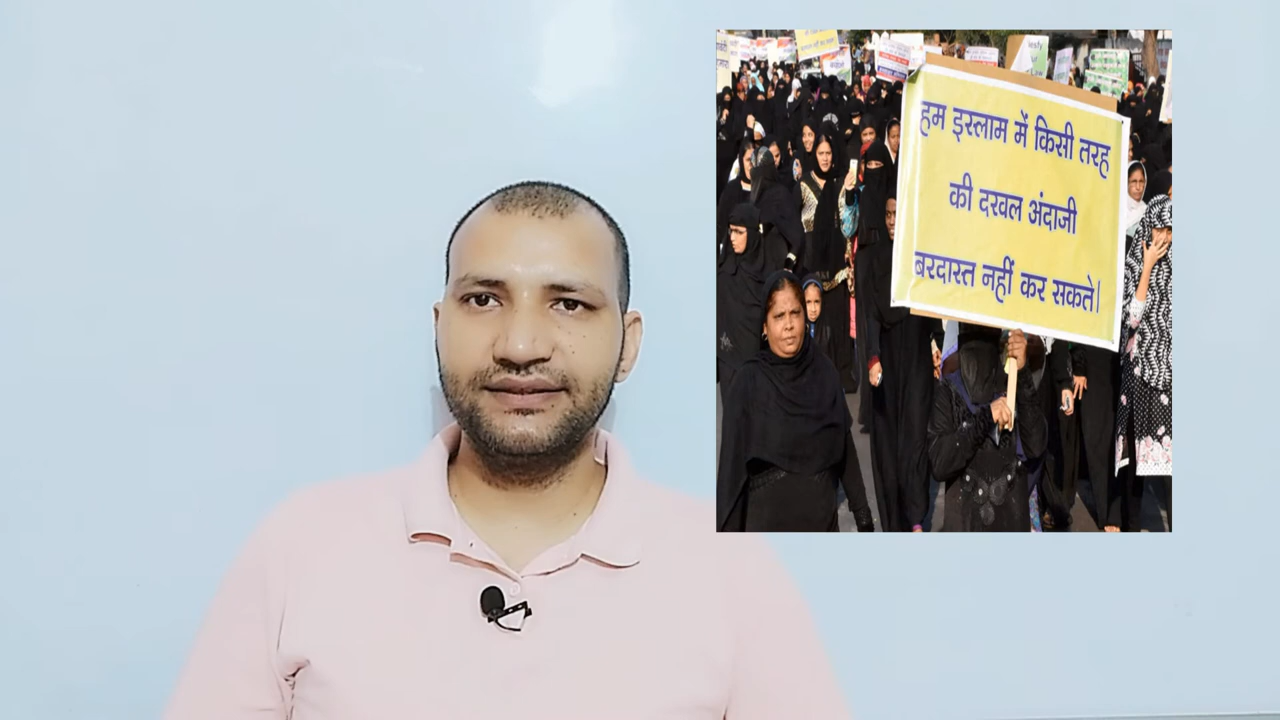 हम इस्लाम में किसी तरह
की दखल अंदाजी
बरदास्त नहीं कर सकते।